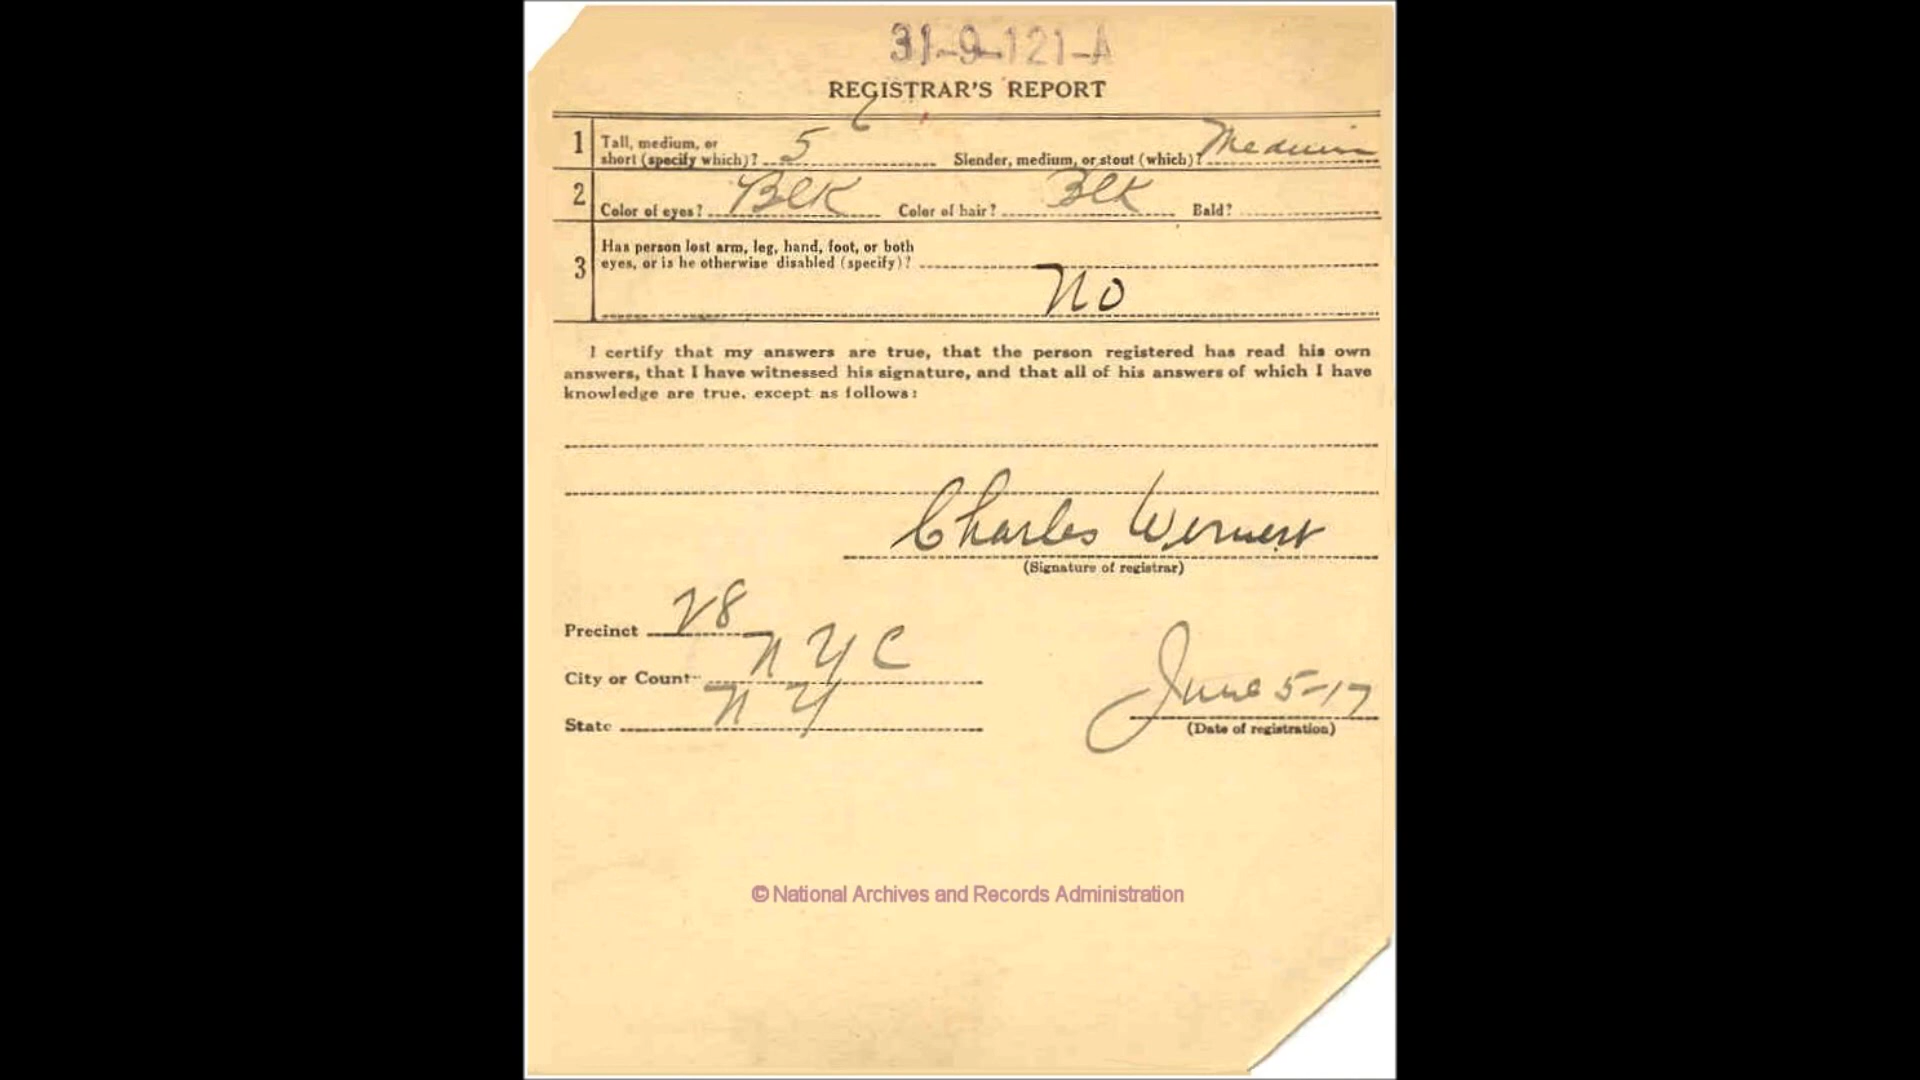 31-9-121-A
REGISTRAR'S REPORT
1 Tall, medium, or
short (specify which)? 5 6 Slender, medium, or stout (which)? Medium
2 Color of eyes? Blk Color of hair? Blk Bald?
Has person lost arm, leg, hand, foot, or both
3 eyes, or is he otherwise disabled (specify)?
No
I certify that my answers are true, that the person registered has read his own
answers, that I have witnessed his signature, and that all of his answers of which I have
knowledge are true, except as follows:
Charles
(Signature of registrar)
Precinct 28
City or County N Y C
State N Y
June 5-17
(Date of registration)
© National Archives and Records Administration